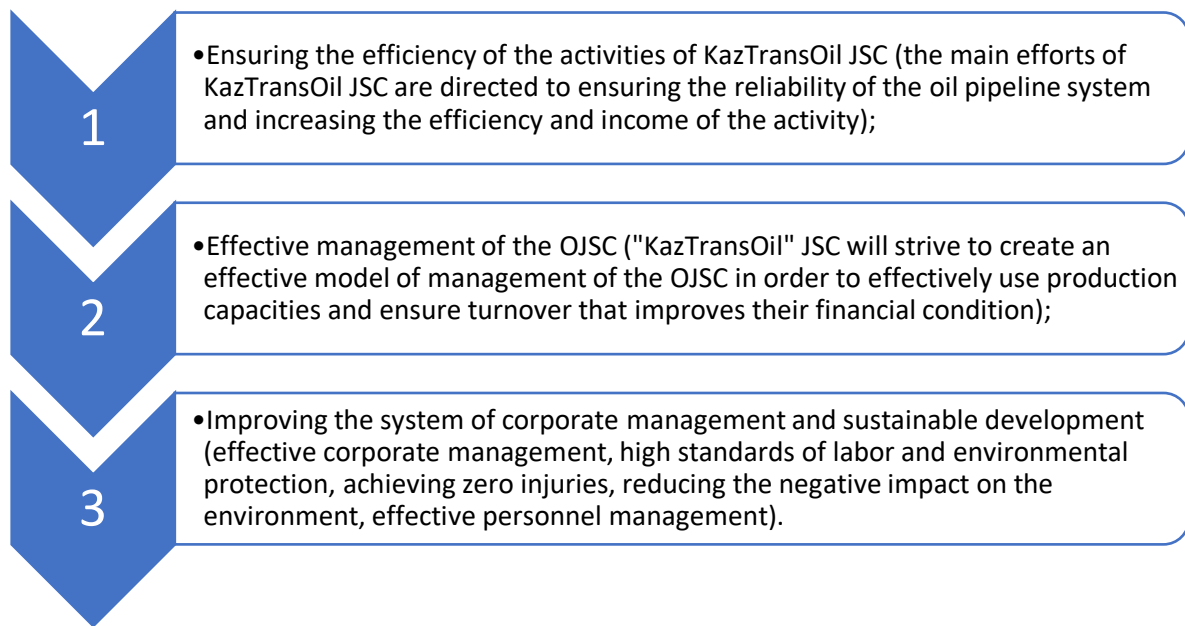 1
•Ensuring the efficiency of the activities of KazTransOil JSC (the main efforts of
KazTransOil JSC are directed to ensuring the reliability of the oil pipeline system
and increasing the efficiency and income of the activity);
2
•Effective management of the OJSC ("KazTransOil" JSC will strive to create an
effective model of management of the OJSC in order to effectively use production
capacities and ensure turnover that improves their financial condition);
3
•Improving the system of corporate management and sustainable development
(effective corporate management, high standards of labor and environmental
protection, achieving zero injuries, reducing the negative impact on the
environment, effective personnel management).